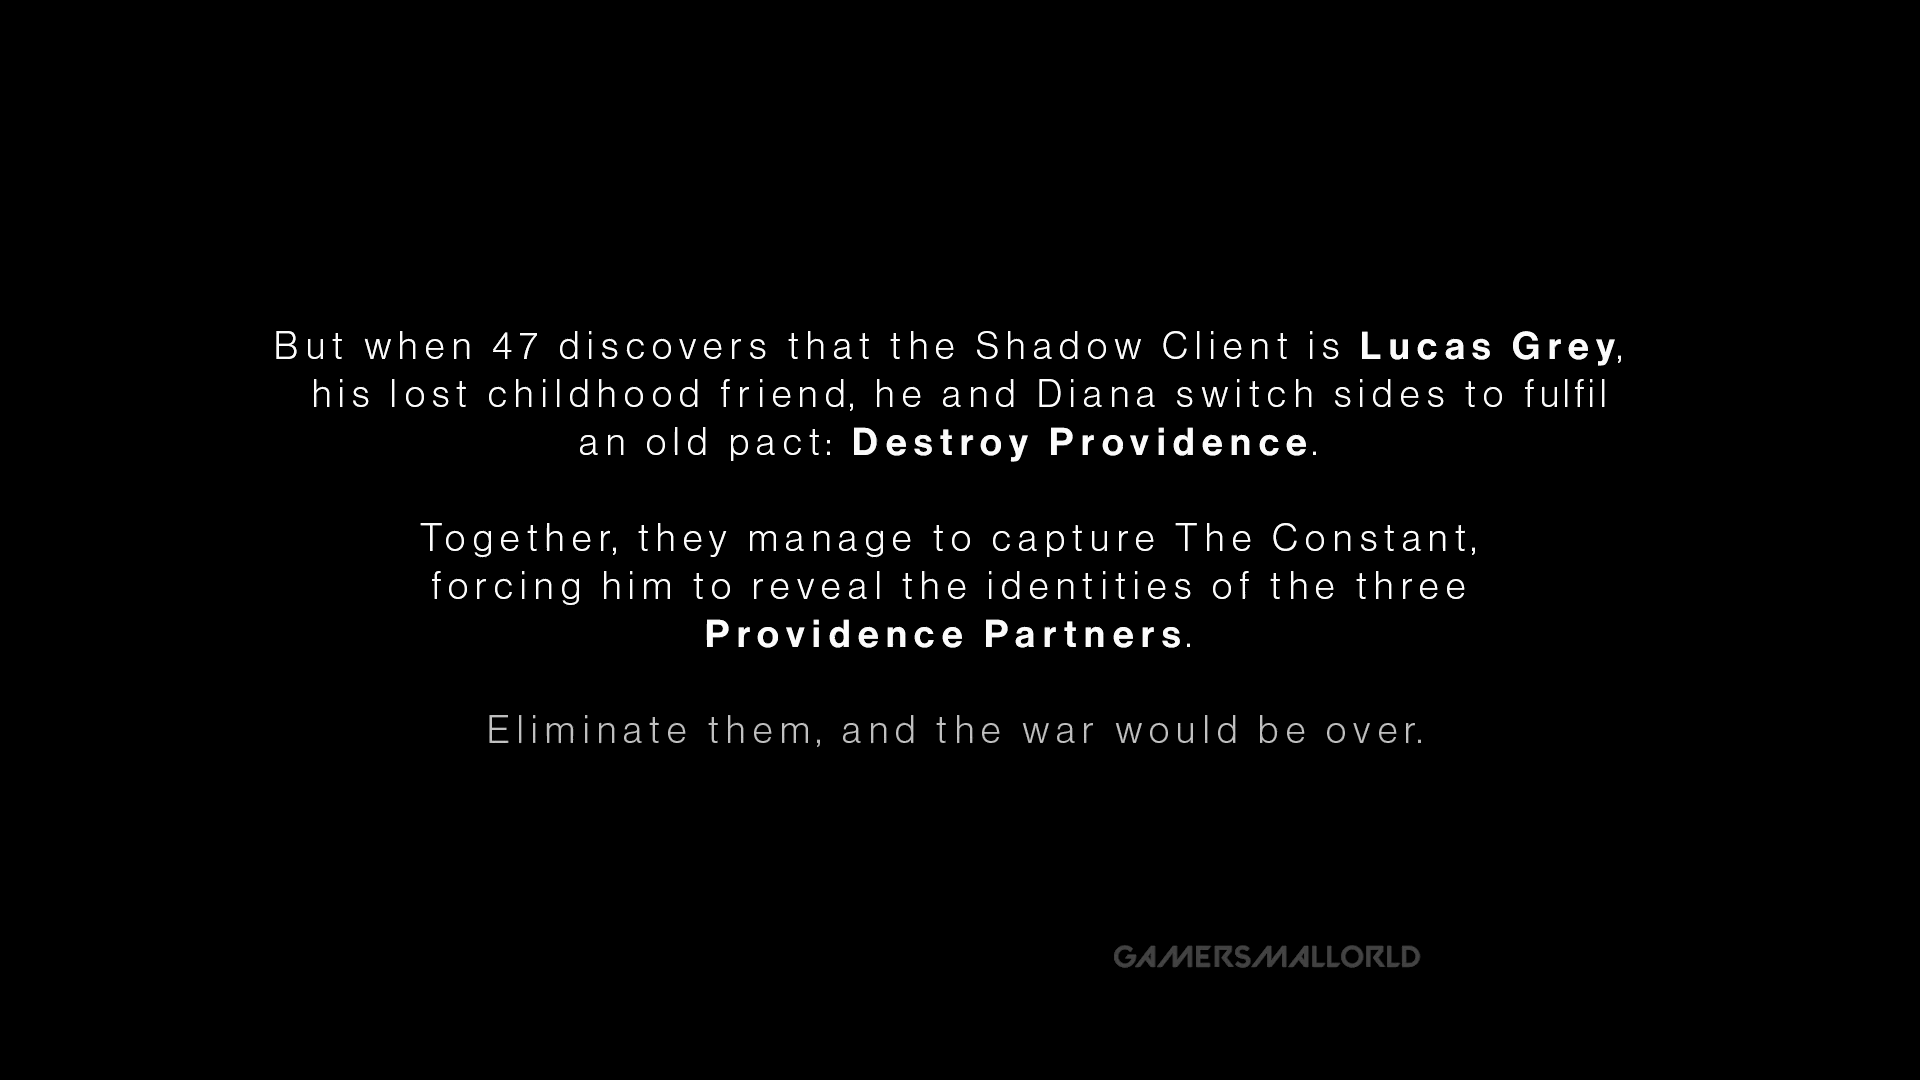 But when 47 discovers that the Shadow Client is Lucas Grey,
his lost childhood friend, he and Diana switch sides to fulfil
an old pact: Destroy Providence.
Together, they manage to capture The Constant,
forcing him to reveal the identities of the three
Providence Partners.
Eliminate them, and the war would be over.
GAMERSMALLORLD